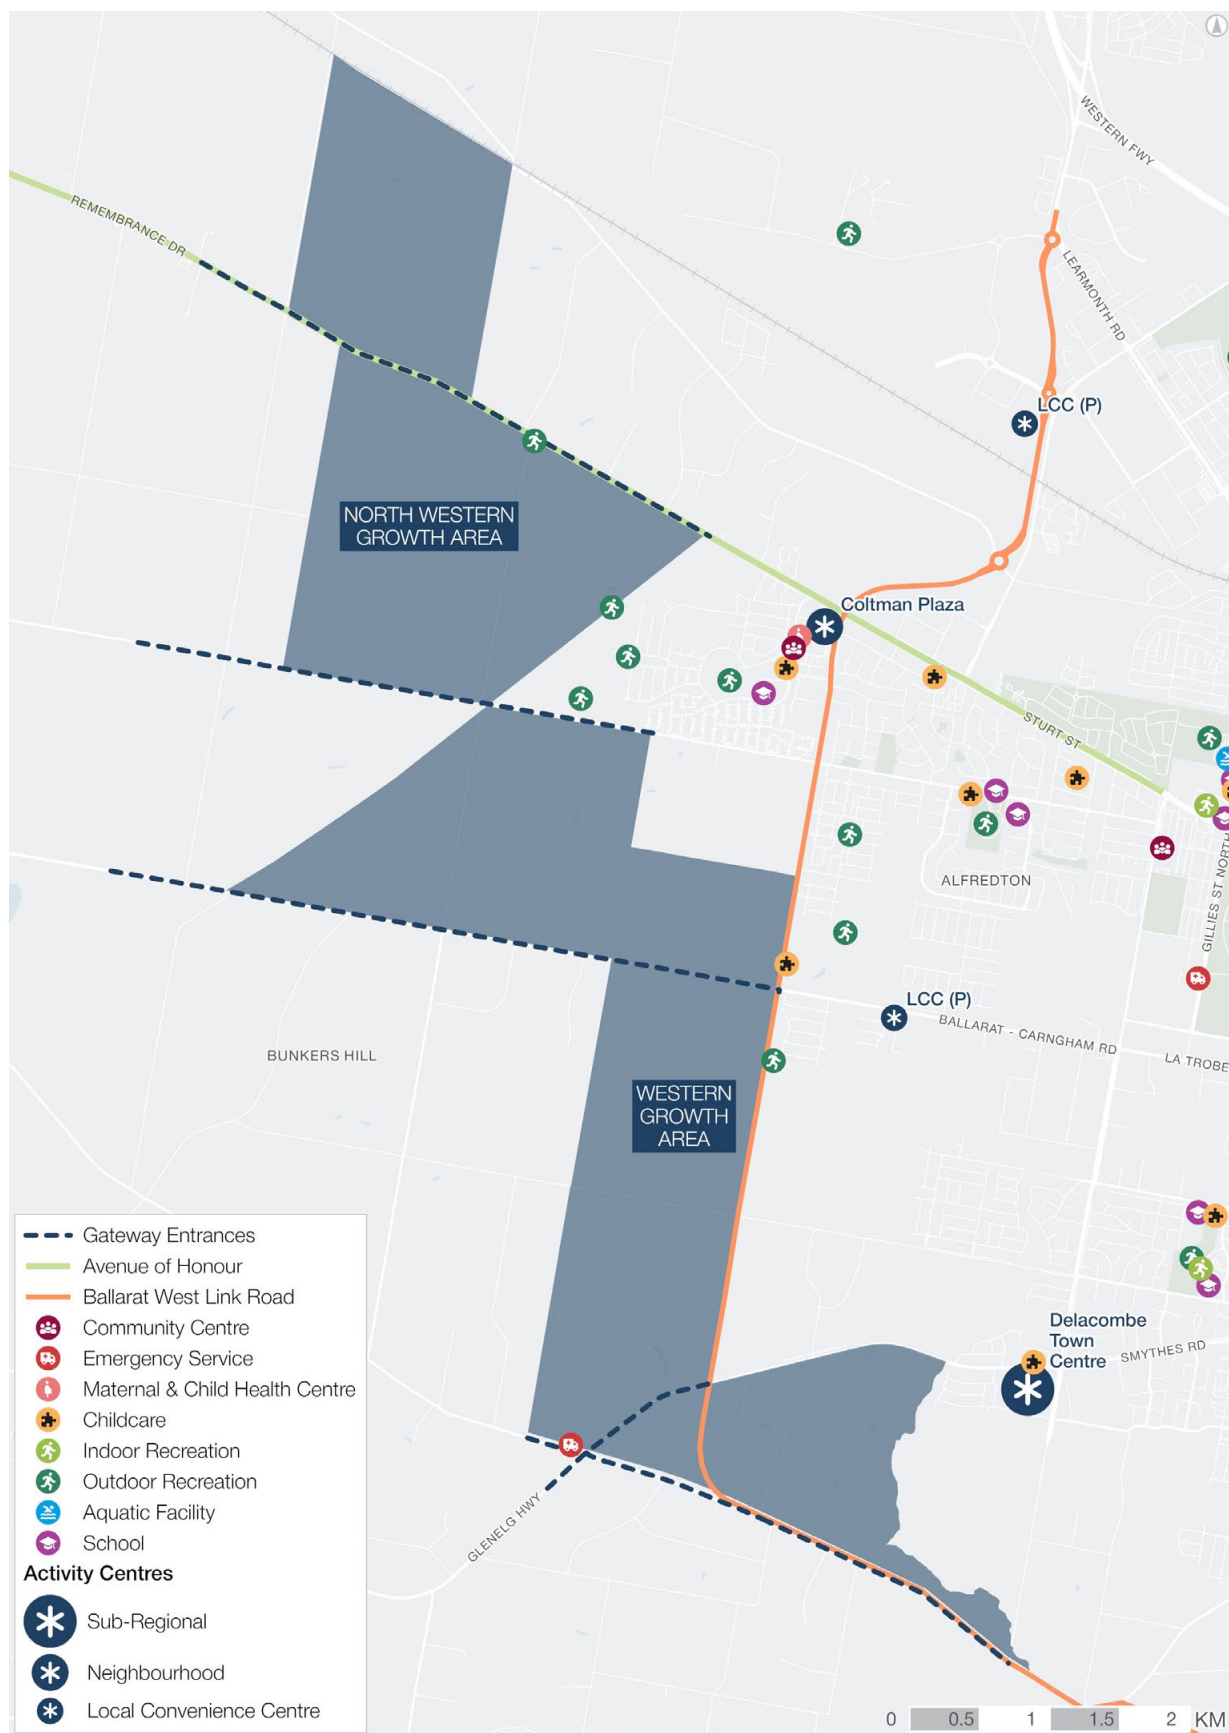 WESTERN FWY
REMEMBRANCE DR
LEARMONTH RD
LCC (P)
NORTH WESTERN
GROWTH AREA
Coltman Plaza
STURT ST
ALFREDTON
GILLIES ST NORTH
LCC (P)
BALLARAT - CARNGHAM RD
LA TROBE
BUNKERS HILL
WESTERN
GROWTH
AREA
Delacombe
Town
Centre
SMYTHES RD
GLENELG HWY
Gateway Entrances
Avenue of Honour
Ballarat West Link Road
Community Centre
Emergency Service
Maternal & Child Health Centre
Childcare
Indoor Recreation
Outdoor Recreation
Aquatic Facility
School
Activity Centres
Sub-Regional
Neighbourhood
Local Convenience Centre
0 0.5 1 1.5 2 KM